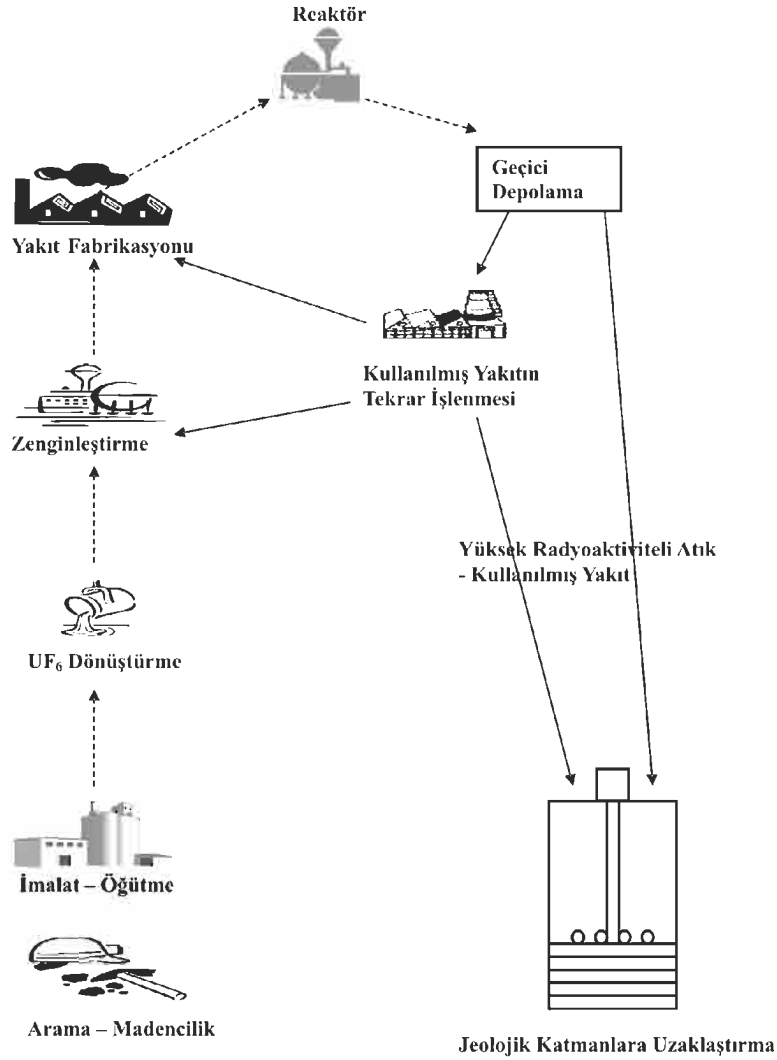 Reaktör
Geçici
Depolama
Yakıt Fabrikasyonu
Kullanılmış Yakıtın
Tekrar İşlenmesi
Zenginleştirme
Yüksek Radyoaktiviteli Atık
- Kullanılmış Yakıt
UF₆ Dönüştürme
İmalat – Öğütme
Arama – Madencilik
Jeolojik Katmanlara Uzaklaştırma